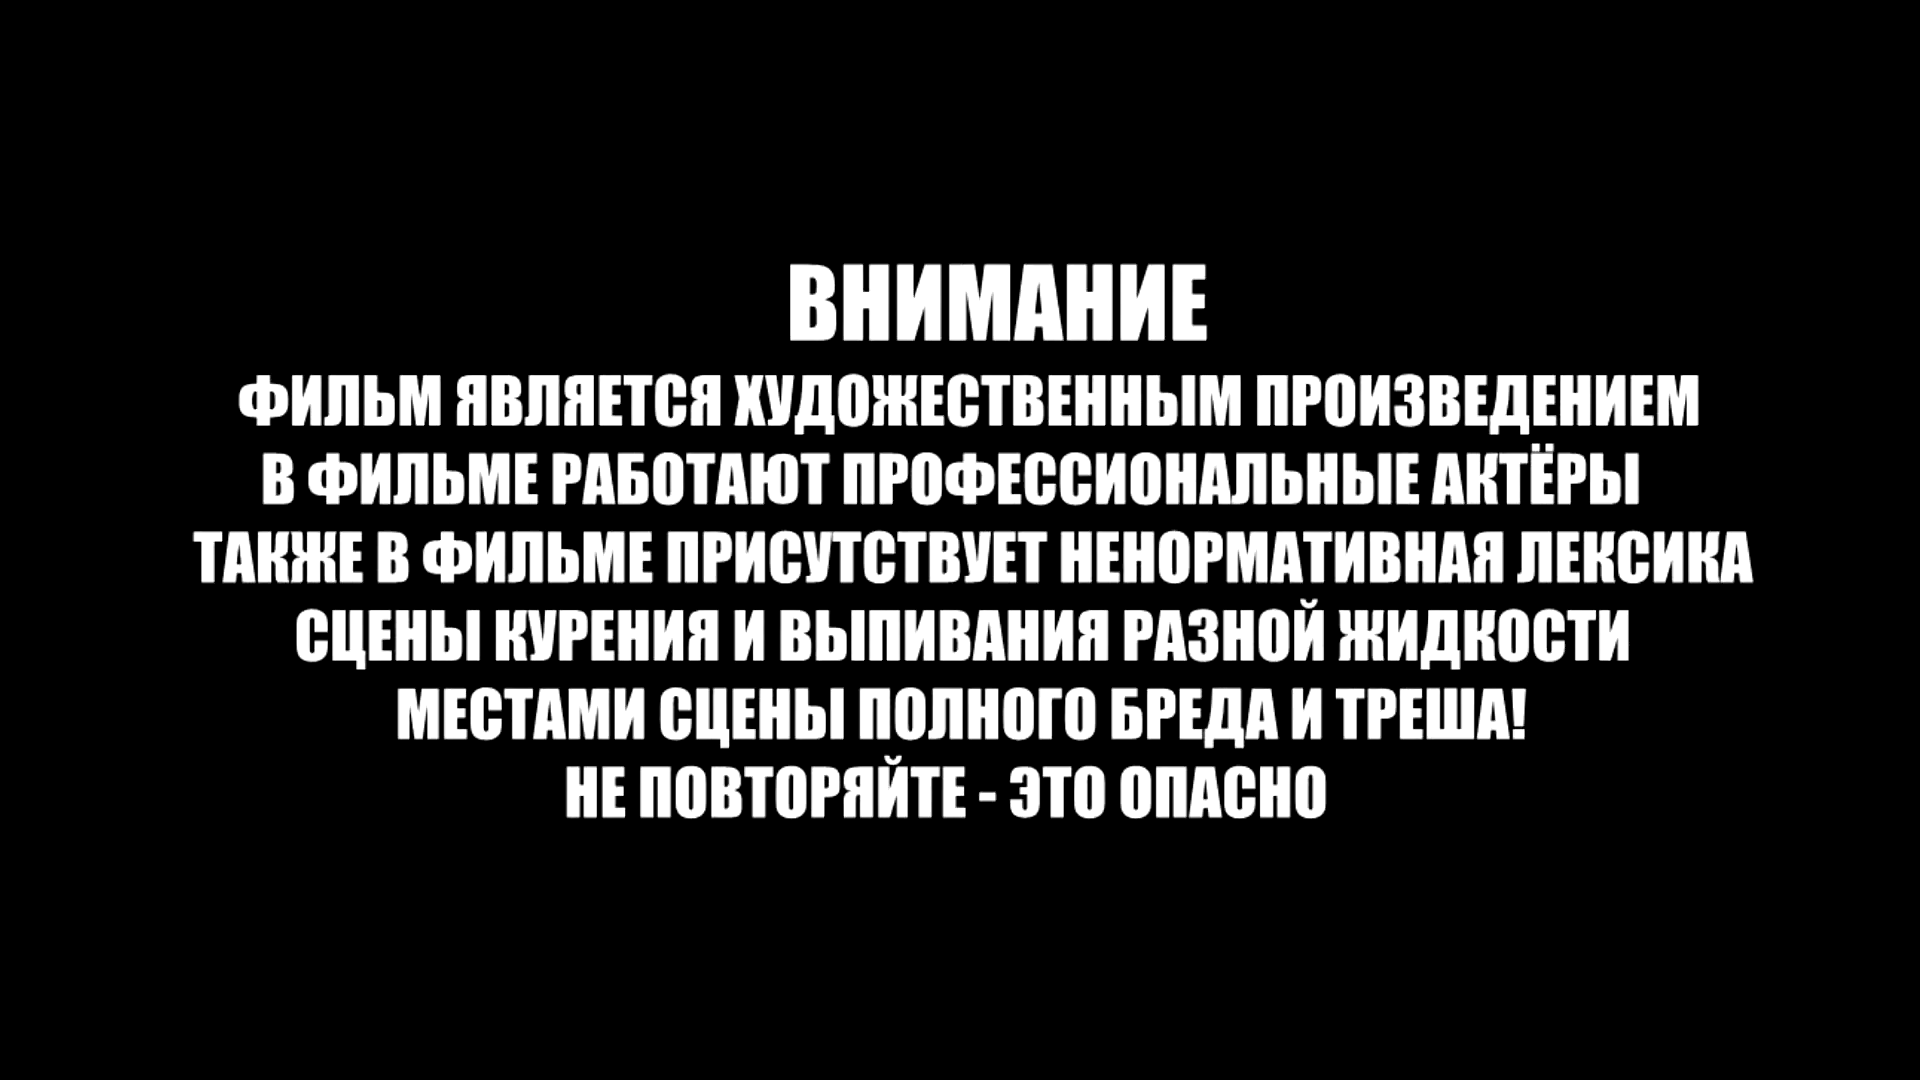 ВНИМАНИЕ
ФИЛЬМ ЯВЛЯЕТСЯ ХУДОЖЕСТВЕННЫМ ПРОИЗВЕДЕНИЕМ
В ФИЛЬМЕ РАБОТАЮТ ПРОФЕССИОНАЛЬНЫЕ АКТЁРЫ
ТАКЖЕ В ФИЛЬМЕ ПРИСУТСТВУЕТ НЕНОРМАТИВНАЯ ЛЕКСИКА
СЦЕНЫ КУРЕНИЯ И ВЫПИВАНИЯ РАЗНОЙ ЖИДКОСТИ
МЕСТАМИ СЦЕНЫ ПОЛНОГО БРЕДА И ТРЕША!
НЕ ПОВТОРЯЙТЕ - ЭТО ОПАСНО